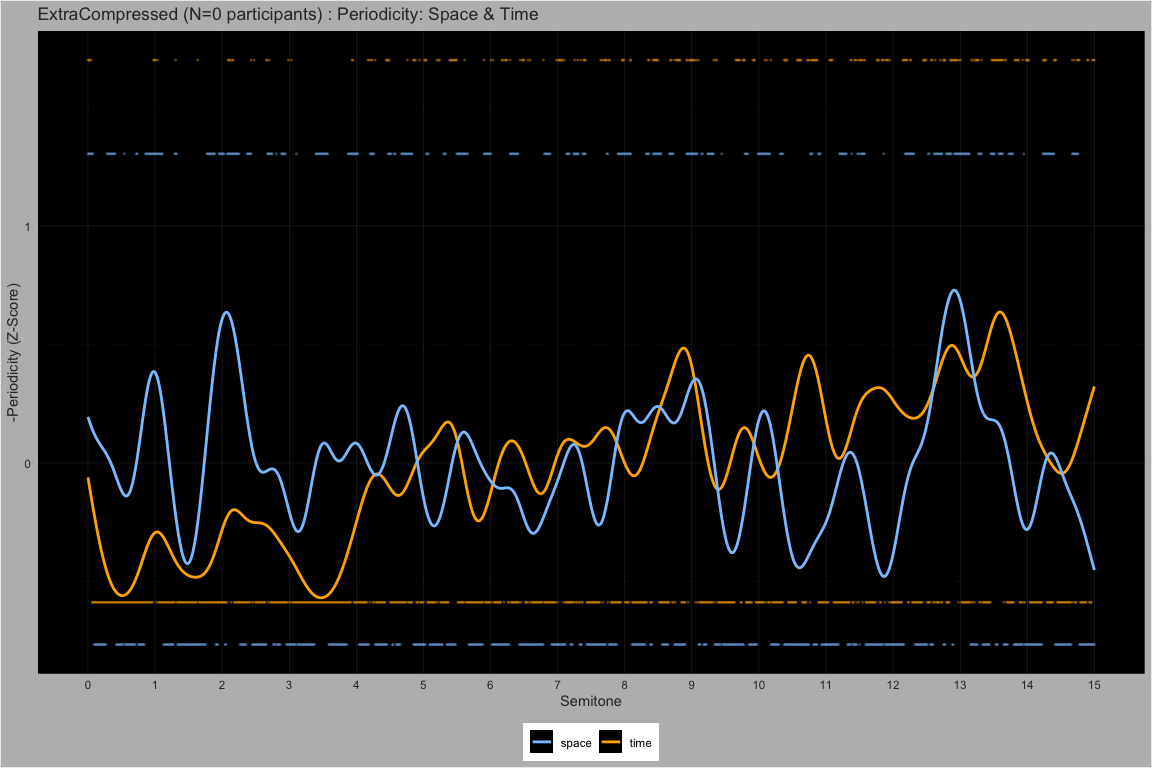 ExtraCompressed (N=0 participants) : Periodicity: Space & Time
-Periodicity (Z-Score)
1
0
0 1 2 3 4 5 6 7 8 9 10 11 12 13 14 15
Semitone
space time